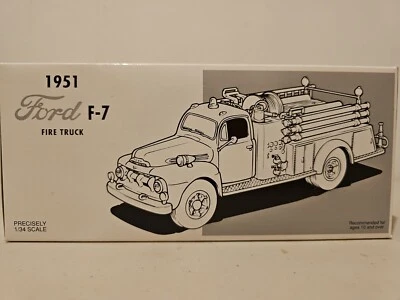 1951
Ford F-7
FIRE TRUCK
PRECISELY
1/34 SCALE
Recommended for
ages 15 and over.